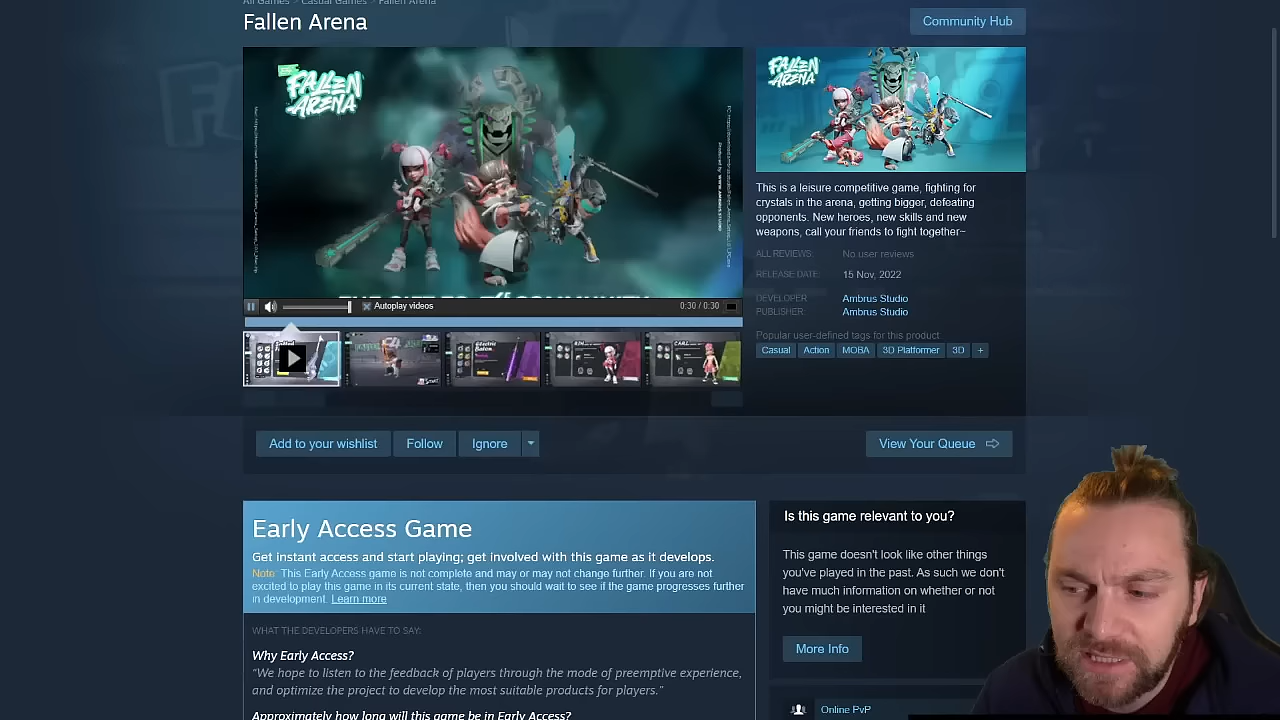 All Games > Casual Games > Fallen Arena
Fallen Arena
Community Hub
FALLEN
ARENA
FALLEN
ARENA
This is a leisure competitive game, fighting for
crystals in the arena, getting bigger, defeating
opponents. New heroes, new skills and new
weapons, call your friends to fight together~
ALL REVIEWS: No user reviews
RELEASE DATE: 15 Nov, 2022
DEVELOPER: Ambrus Studio
PUBLISHER: Ambrus Studio
Autoplay videos
0:30 / 0:30
Popular user-defined tags for this product:
Casual Action MOBA 3D Platformer 3D +
Add to your wishlist
Follow
Ignore
View Your Queue
Early Access Game
Get instant access and start playing; get involved with this game as it develops.
Note: This Early Access game is not complete and may or may not change further. If you are not
excited to play this game in its current state, then you should wait to see if the game progresses further
in development. Learn more
WHAT THE DEVELOPERS HAVE TO SAY:
Why Early Access?
“We hope to listen to the feedback of players through the mode of preemptive experience,
and optimize the project to develop the most suitable products for players.”
Approximately how long will this game be in Early Access?
Is this game relevant to you?
This game doesn't look like other things
you've played in the past. As such we don't
have much information on whether or not
you might be interested in it
More Info
Online PvP